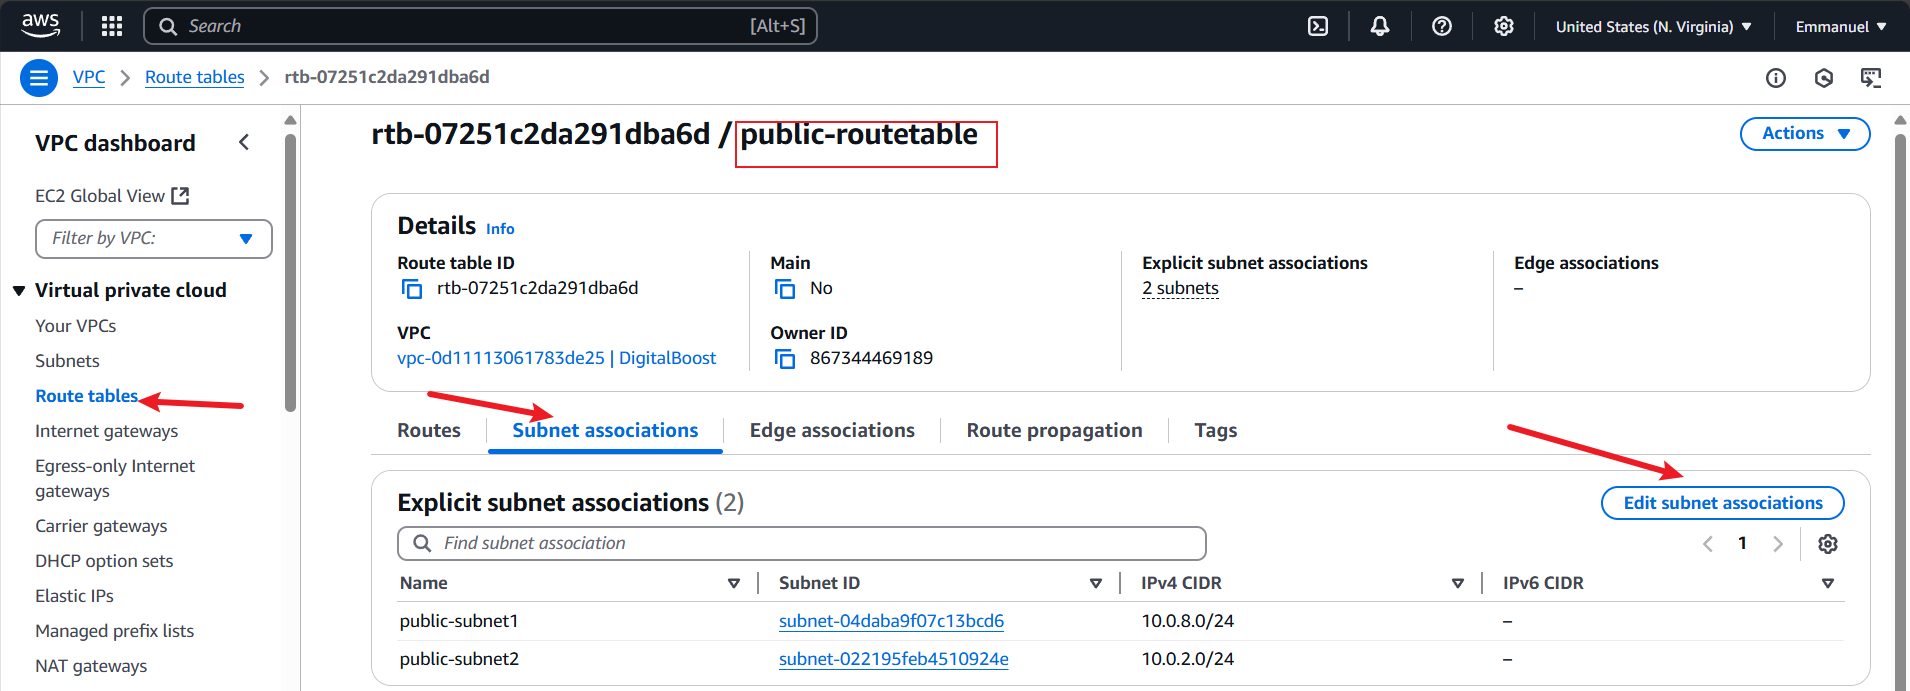 aws
Search [Alt+S]
United States (N. Virginia)
Emmanuel
VPC > Route tables > rtb-07251c2da291dba6d
VPC dashboard
EC2 Global View
Filter by VPC:
Virtual private cloud
Your VPCs
Subnets
Route tables
Internet gateways
Egress-only Internet
gateways
Carrier gateways
DHCP option sets
Elastic IPs
Managed prefix lists
NAT gateways
rtb-07251c2da291dba6d / public-routetable
Actions
Details Info
Route table ID
rtb-07251c2da291dba6d
Main
No
Explicit subnet associations
2 subnets
Edge associations
–
VPC
vpc-0d11113061783de25 | DigitalBoost
Owner ID
867344469189
Routes
Subnet associations
Edge associations
Route propagation
Tags
Explicit subnet associations (2)
Edit subnet associations
Find subnet association
1
Name Subnet ID IPv4 CIDR IPv6 CIDR
public-subnet1 subnet-04daba9f07c13bcd6 10.0.8.0/24 –
public-subnet2 subnet-022195feb4510924e 10.0.2.0/24 –